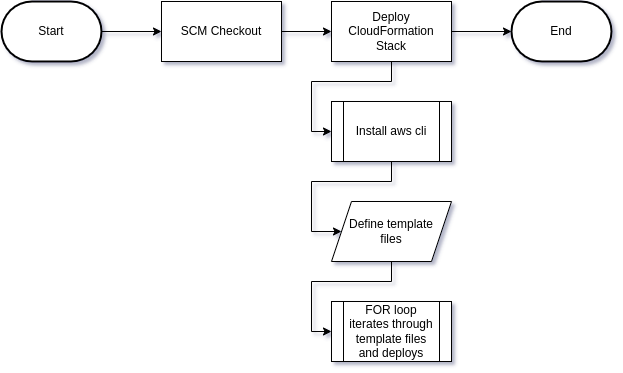 Start
SCM Checkout
Deploy
CloudFormation
Stack
End
Install aws cli
Define template
files
FOR loop
iterates through
template files
and deploys